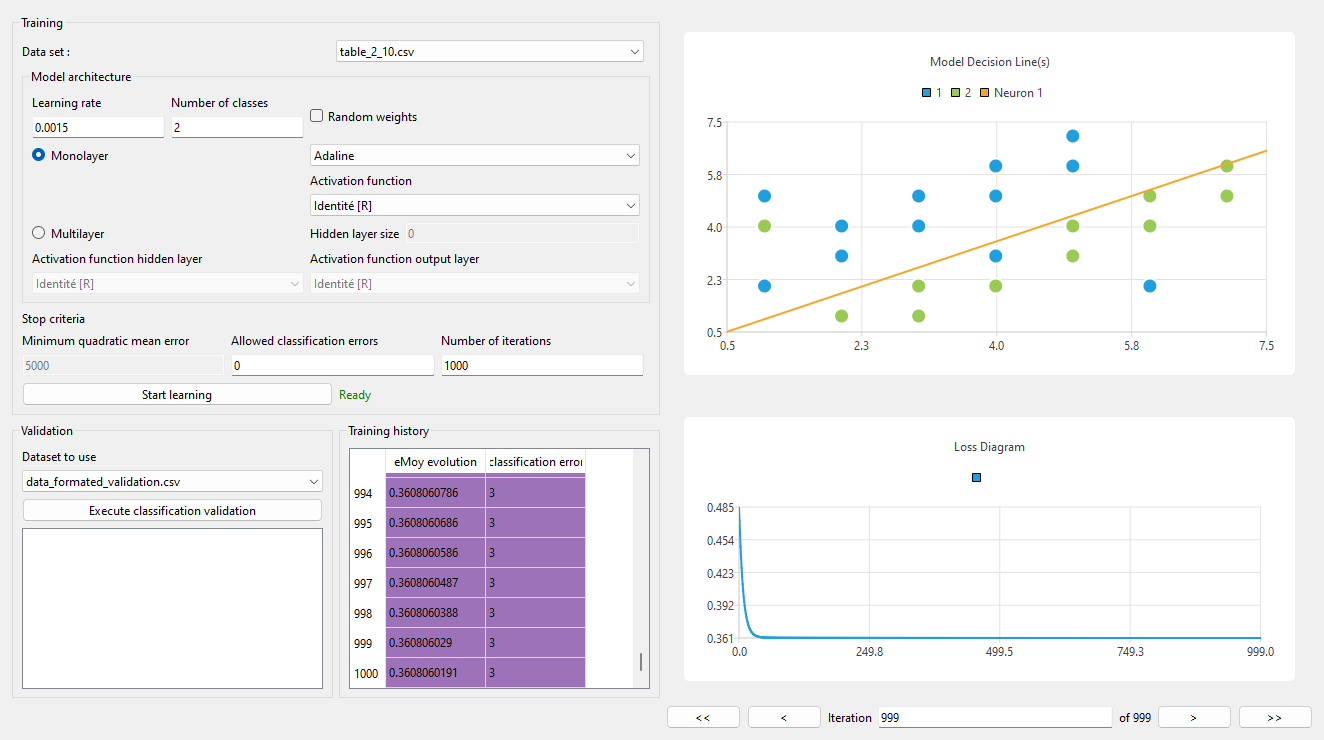 Training
Data set :
table_2_10.csv
Model architecture
Learning rate
Number of classes
0.0015
2
Random weights
Monolayer
Adaline
Activation function
Identité [R]
Multilayer
Hidden layer size 0
Activation function hidden layer
Activation function output layer
Identité [R]
Identité [R]
Stop criteria
Minimum quadratic mean error
Allowed classification errors
Number of iterations
5000
0
1000
Start learning
Ready
Validation
Dataset to use
data_formated_validation.csv
Execute classification validation
Training history
eMoy evolution
classification error
994 0.3608060786 3
995 0.3608060686 3
996 0.3608060586 3
997 0.3608060487 3
998 0.3608060388 3
999 0.360806029 3
1000 0.3608060191 3
Model Decision Line(s)
1 2 Neuron 1
7.5
5.8
4.0
2.3
0.5
0.5 2.3 4.0 5.8 7.5
Loss Diagram
0.485
0.454
0.423
0.392
0.361
0.0 249.8 499.5 749.3 999.0
<< < Iteration 999 of 999 > >>